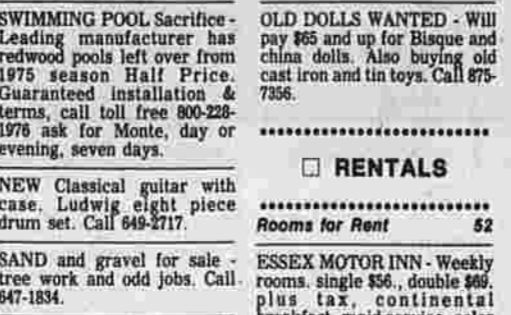 SWIMMING POOL Sacrifice -
Leading manufacturer has
redwood pools left over from
1975 season Half Price.
Guaranteed installation &
terms, call toll free 800-228-
1976 ask for Monte, day or
evening, seven days.
NEW Classical guitar with
case. Ludwig eight piece
drum set. Call 649-2717.
SAND and gravel for sale -
tree work and odd jobs. Call
647-1834.
OLD DOLLS WANTED - Will
pay $65 and up for Bisque and
china dolls. Also buying old
cast iron and tin toys. Call 875-
7356.
☐ RENTALS
Rooms for Rent 52
ESSEX MOTOR INN - Weekly
rooms. single $56., double $69.
plus tax, continental
breakfast, maid service, color